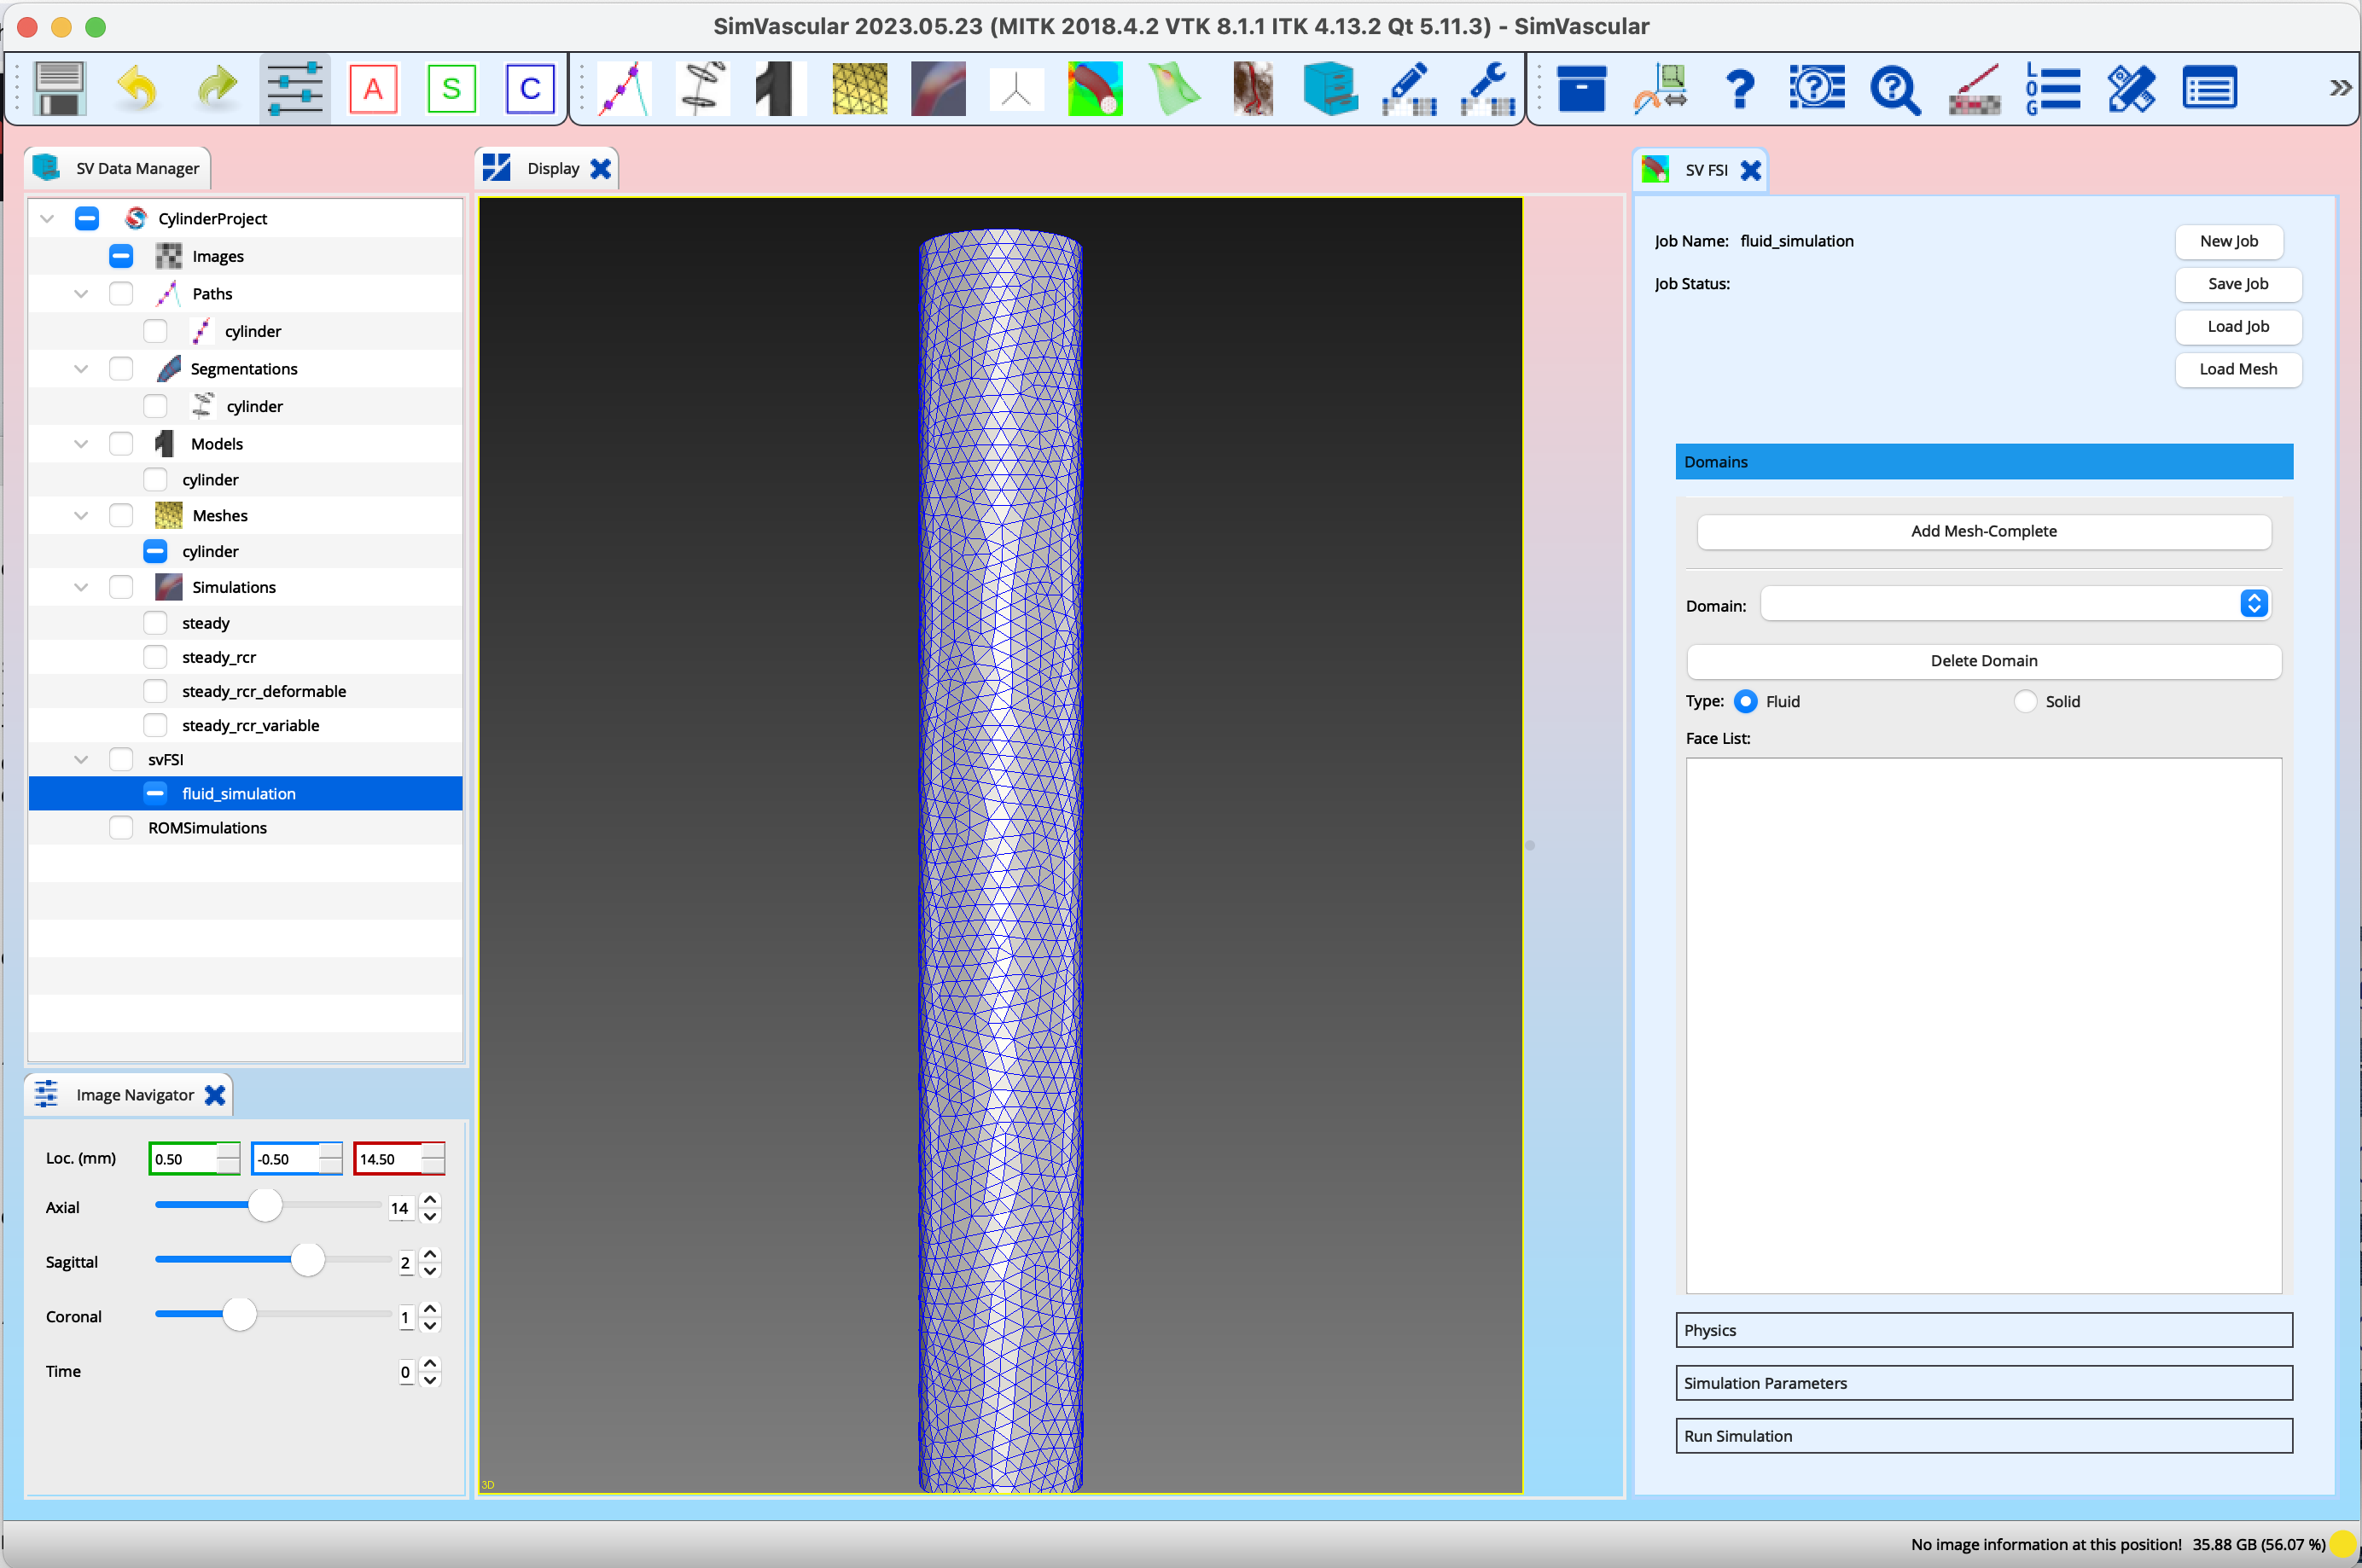 SimVascular 2023.05.23 (MITK 2018.4.2 VTK 8.1.1 ITK 4.13.2 Qt 5.11.3) - SimVascular
A S C
LOG
SV Data Manager
CylinderProject
Images
Paths
cylinder
Segmentations
cylinder
Models
cylinder
Meshes
cylinder
Simulations
steady
steady_rcr
steady_rcr_deformable
steady_rcr_variable
svFSI
fluid_simulation
ROMSimulations
Image Navigator
Loc. (mm) 0.50 -0.50 14.50
Axial 14
Sagittal 2
Coronal 1
Time 0
Display
3D
SV FSI
Job Name: fluid_simulation New Job
Job Status: Save Job
Load Job
Load Mesh
Domains
Add Mesh-Complete
Domain:
Delete Domain
Type: Fluid Solid
Face List:
Physics
Simulation Parameters
Run Simulation
No image information at this position! 35.88 GB (56.07 %)